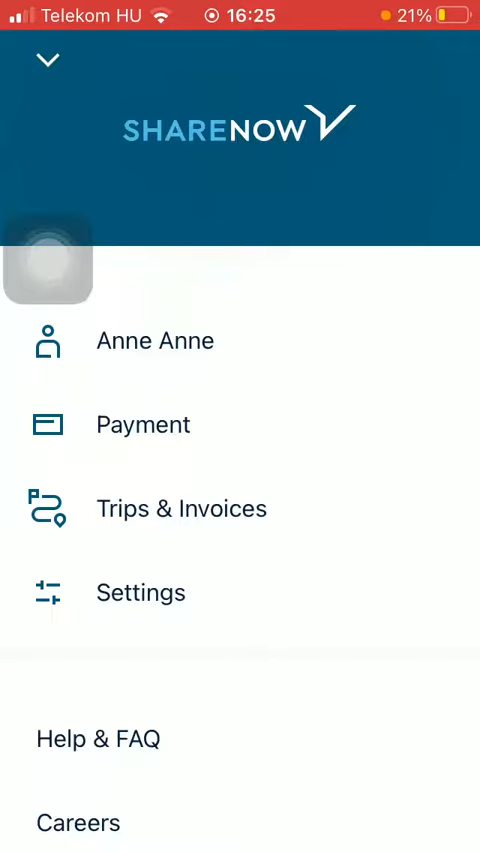 Telekom HU 16:25 21%
SHARENOW
Anne Anne
Payment
Trips & Invoices
Settings
Help & FAQ
Careers